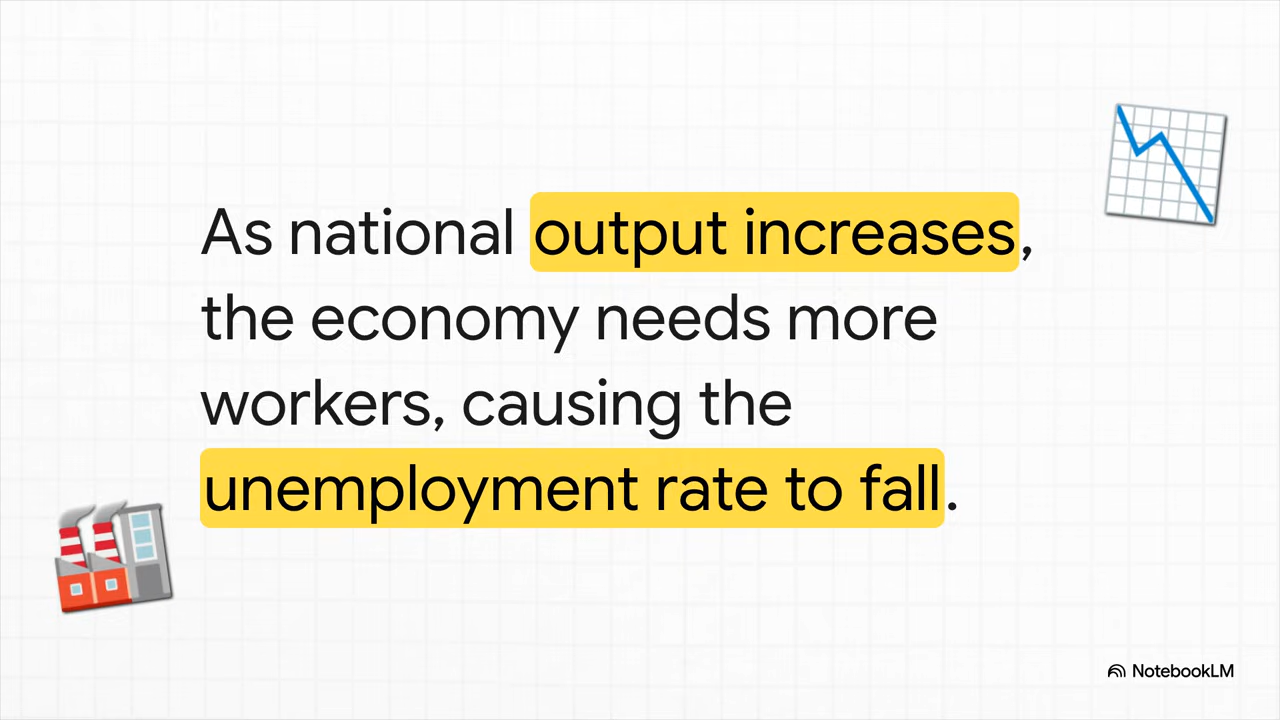 As national output increases,
the economy needs more
workers, causing the
unemployment rate to fall.
NotebookLM